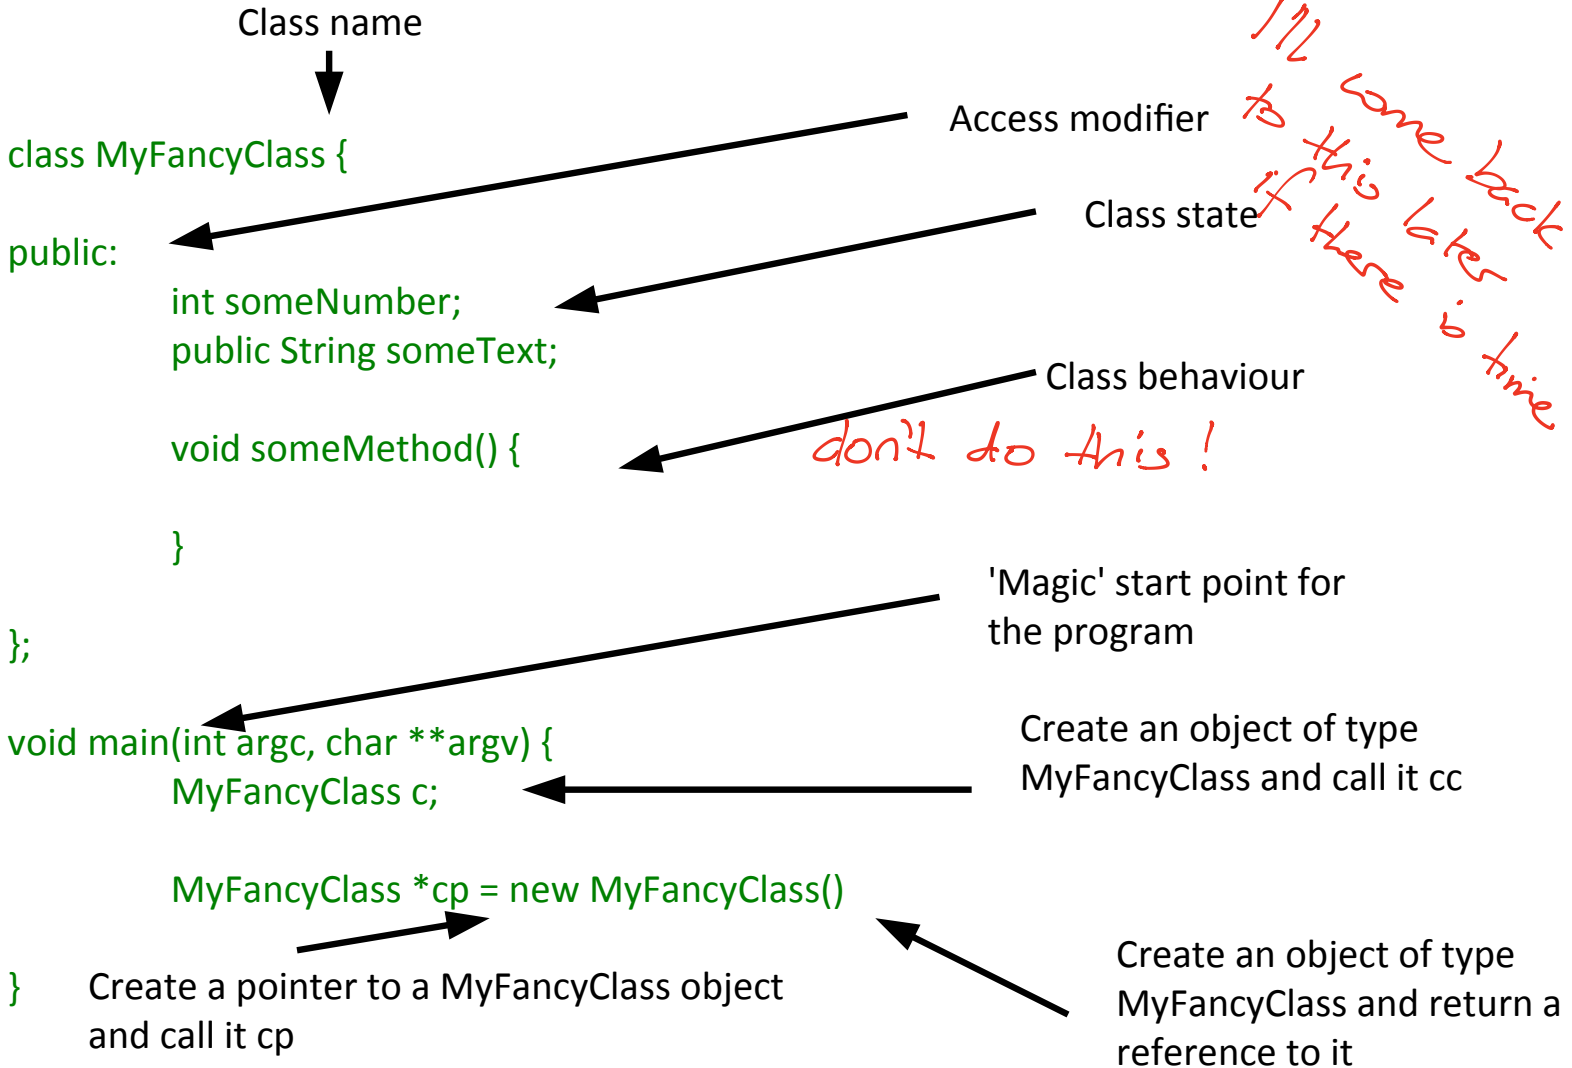 Class name
I'll come back
to this later
if there is time
Access modifier
class MyFancyClass {
Class state
public:
int someNumber;
public String someText;
Class behaviour
void someMethod() {
don't do this !
}
'Magic' start point for
the program
};
void main(int argc, char **argv) {
Create an object of type
MyFancyClass and call it cc
MyFancyClass c;
MyFancyClass *cp = new MyFancyClass()
Create an object of type
MyFancyClass and return a
reference to it
}
Create a pointer to a MyFancyClass object
and call it cp